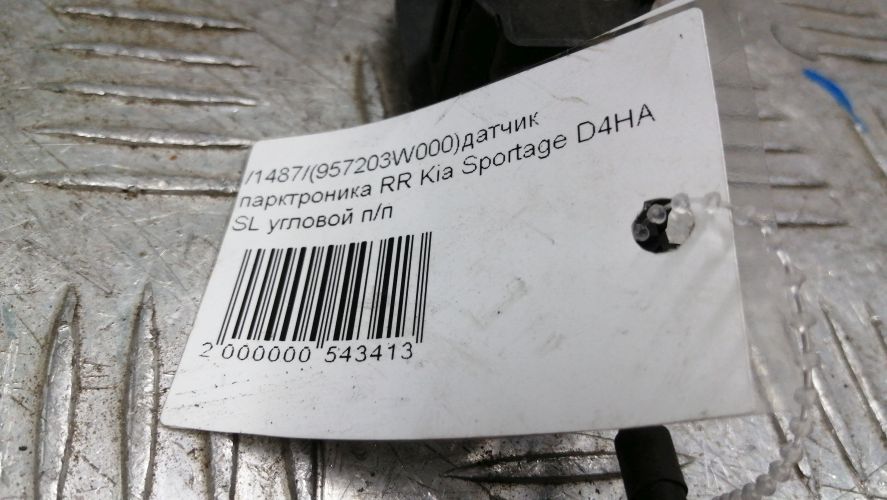 /1487/(957203W000)датчик
парктроника RR Kia Sportage D4HA
SL угловой п/п
2 000000 543413